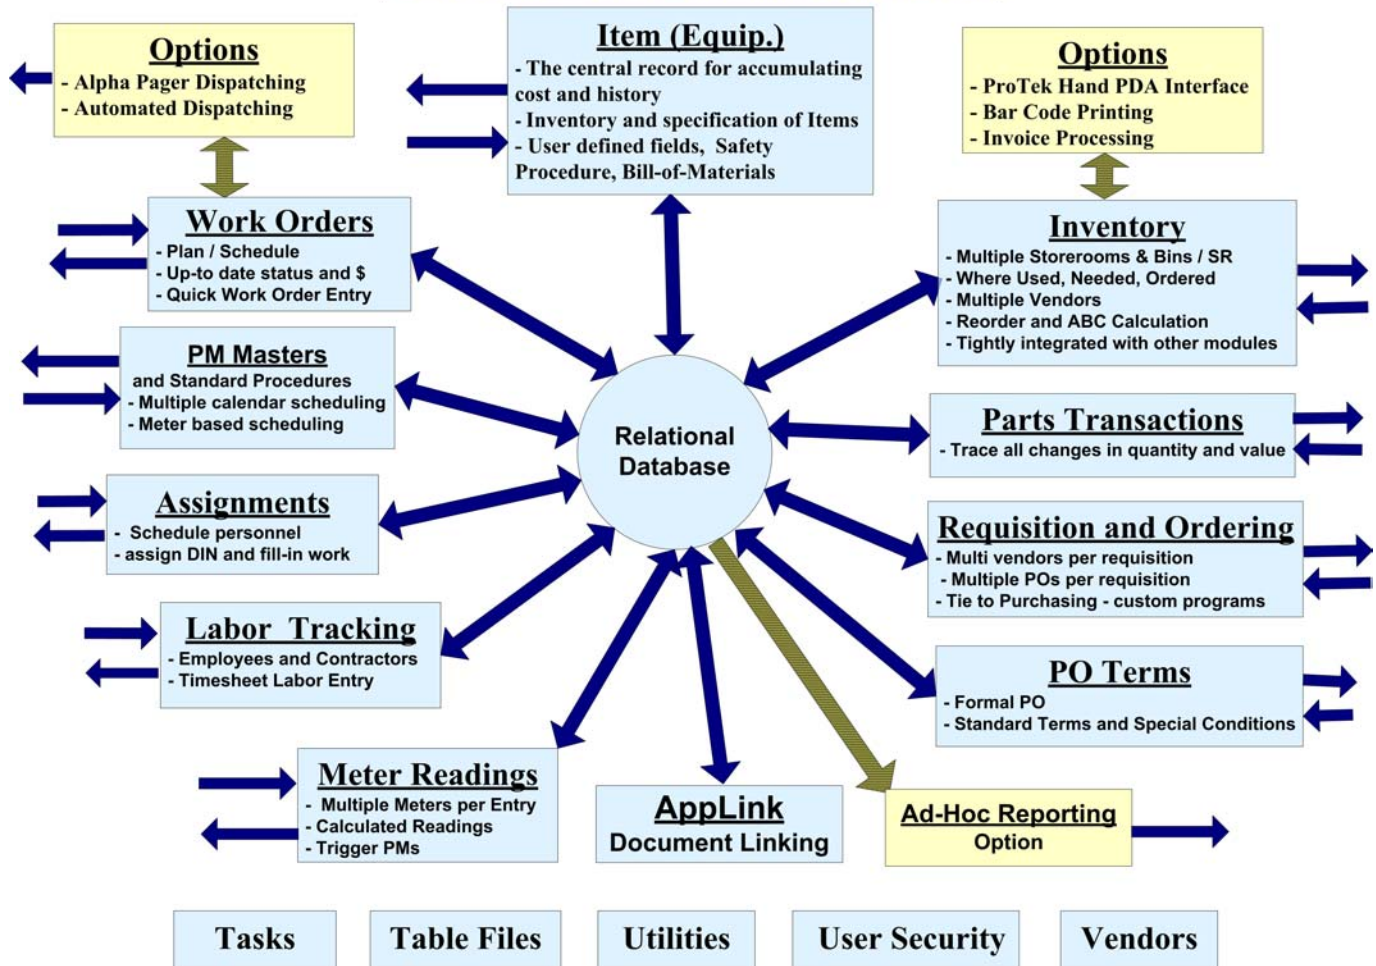 Options
- Alpha Pager Dispatching
- Automated Dispatching
Item (Equip.)
- The central record for accumulating
cost and history
- Inventory and specification of Items
- User defined fields, Safety
Procedure, Bill-of-Materials
Options
- ProTek Hand PDA Interface
- Bar Code Printing
- Invoice Processing
Work Orders
- Plan / Schedule
- Up-to date status and $
- Quick Work Order Entry
Inventory
- Multiple Storerooms & Bins / SR
- Where Used, Needed, Ordered
- Multiple Vendors
- Reorder and ABC Calculation
- Tightly integrated with other modules
PM Masters
and Standard Procedures
- Multiple calendar scheduling
- Meter based scheduling
Relational
Database
Parts Transactions
- Trace all changes in quantity and value
Assignments
- Schedule personnel
- assign DIN and fill-in work
Requisition and Ordering
- Multi vendors per requisition
- Multiple POs per requisition
- Tie to Purchasing - custom programs
Labor Tracking
- Employees and Contractors
- Timesheet Labor Entry
PO Terms
- Formal PO
- Standard Terms and Special Conditions
Meter Readings
- Multiple Meters per Entry
- Calculated Readings
- Trigger PMs
AppLink
Document Linking
Ad-Hoc Reporting
Option
Tasks
Table Files
Utilities
User Security
Vendors